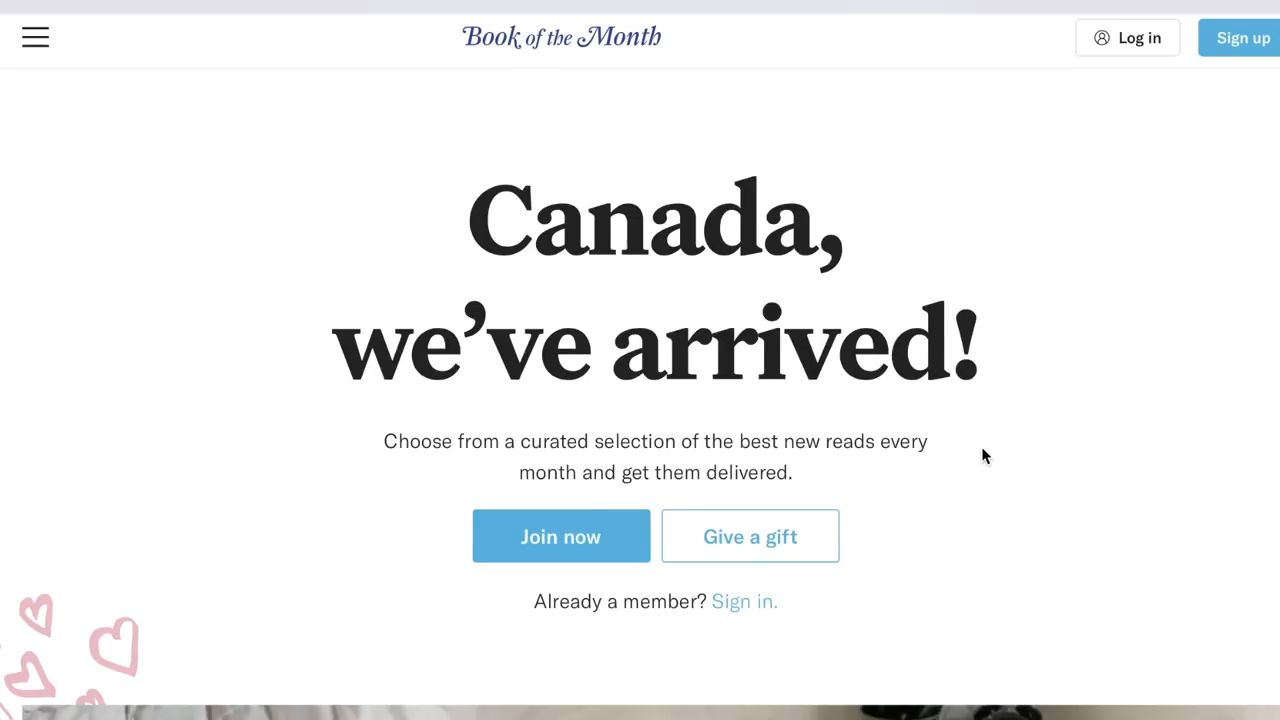 Book of the Month
Log in
Sign up
Canada,
we’ve arrived!
Choose from a curated selection of the best new reads every
month and get them delivered.
Join now
Give a gift
Already a member? Sign in.